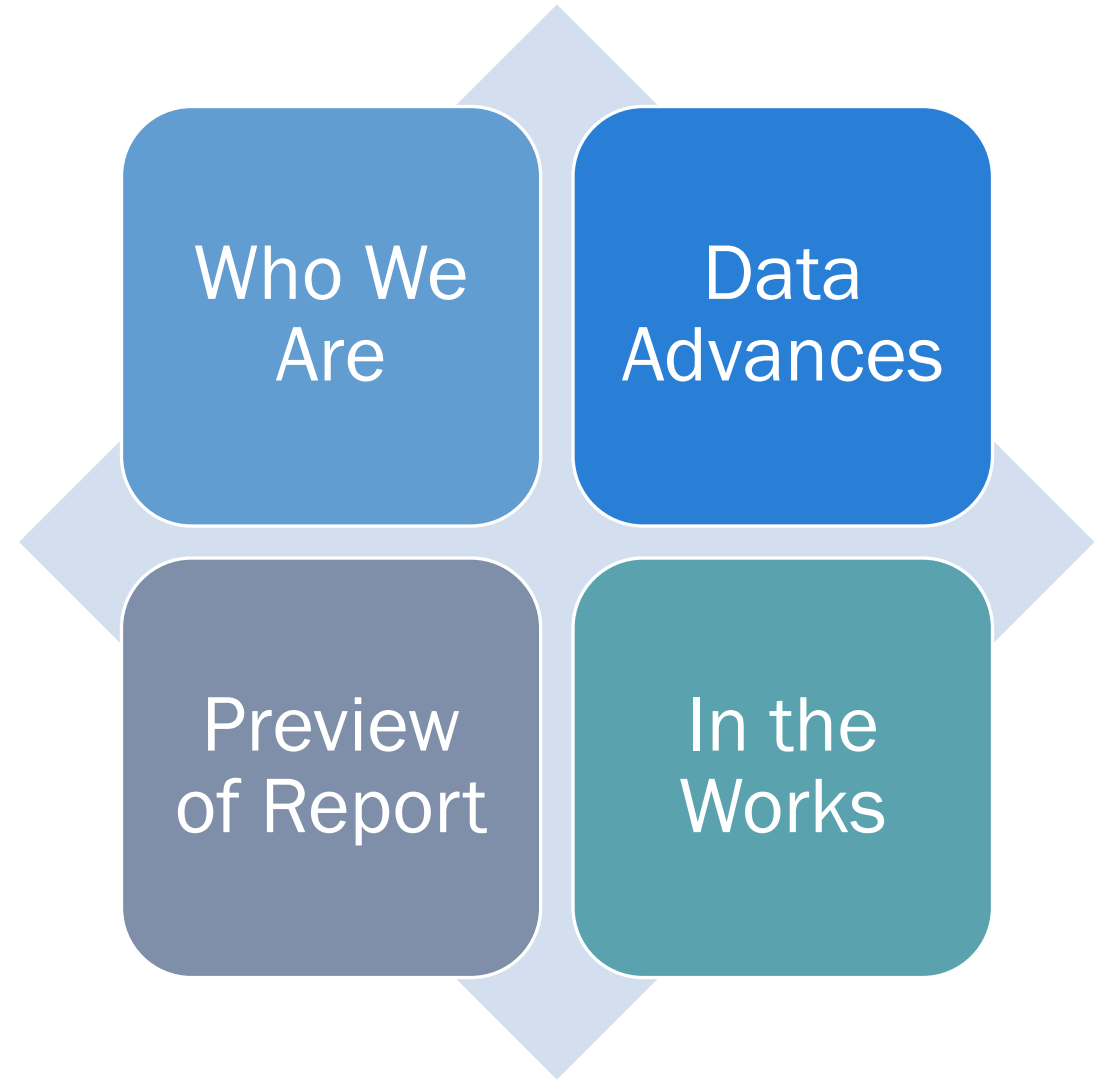 Who We
Are
Data
Advances
Preview
of Report
In the
Works